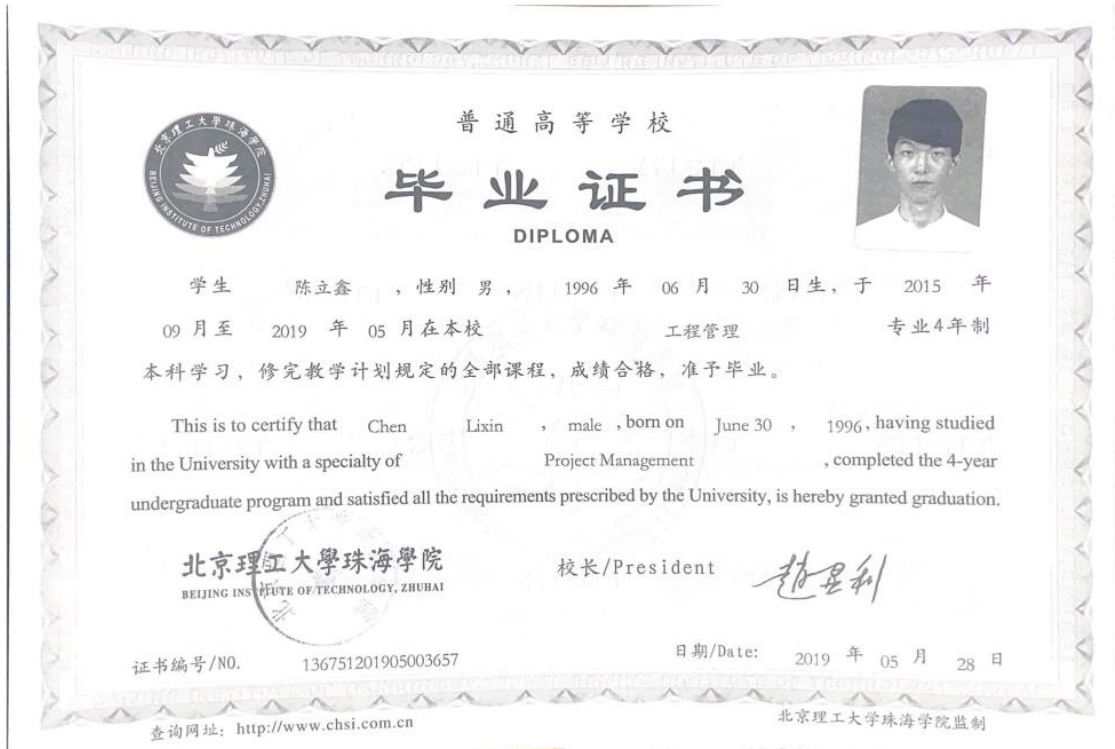 普通高等学校
北京理工大學珠海学院
BEIJING INSTITUTE OF TECHNOLOGY,ZHUHAI
毕业证书
DIPLOMA
学生 陈立鑫 ，性别 男， 1996 年 06 月 30 日生，于 2015 年
09 月至 2019 年 05 月在本校 工程管理 专业4年制
本科学习，修完教学计划规定的全部课程，成绩合格，准予毕业。
This is to certify that Chen Lixin , male , born on June 30 , 1996 , having studied
in the University with a specialty of Project Management , completed the 4-year
undergraduate program and satisfied all the requirements prescribed by the University, is hereby granted graduation.
北京理工大學珠海學院
BEIJING INSTITUTE OF TECHNOLOGY, ZHUHAI
校长/President
证书编号/NO. 136751201905003657
日期/Date: 2019 年 05 月 28 日
查询网址: http://www.chsi.com.cn
北京理工大学珠海学院监制